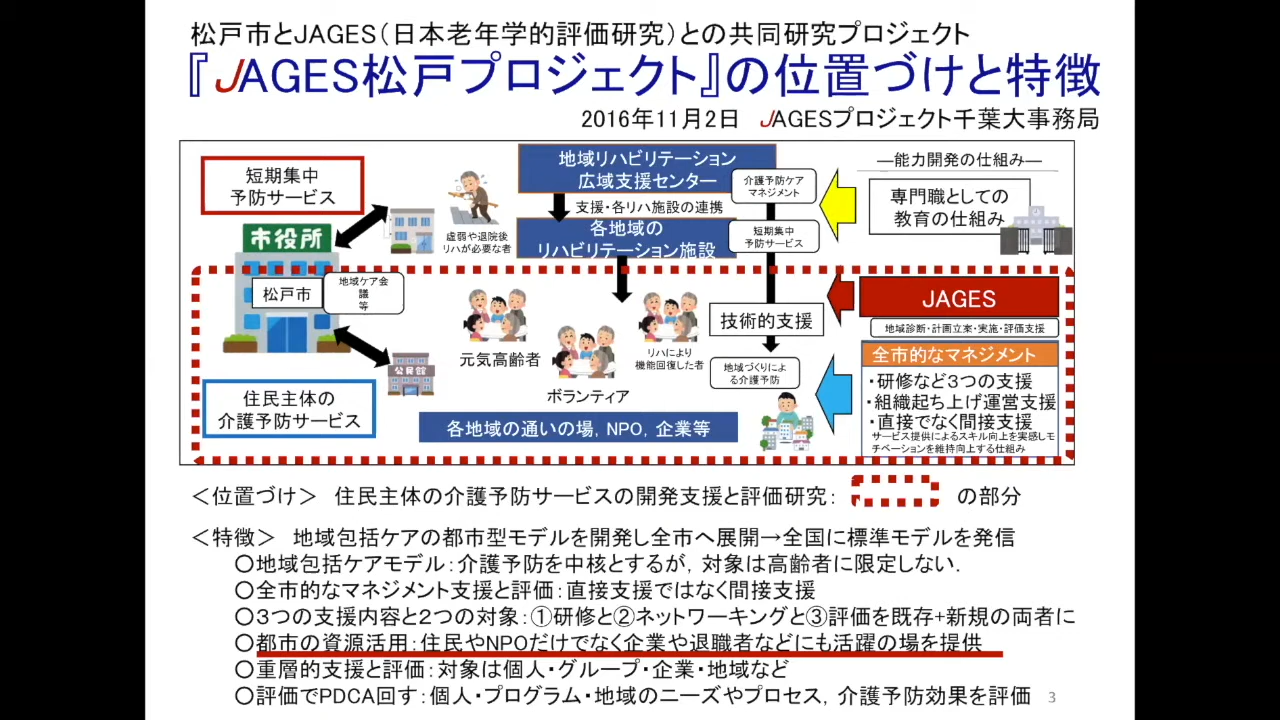 松戸市とJAGES（日本老年学的評価研究）との共同研究プロジェクト
『JAGES松戸プロジェクト』の位置づけと特徴
2016年11月2日　JAGESプロジェクト千葉大事務局
短期集中
予防サービス
市役所
松戸市
地域ケア会
議
等
住民主体の
介護予防サービス
公民館
虚弱や退院後
リハが必要な者
地域リハビリテーション
広域支援センター
支援・各リハ施設の連携
各地域の
リハビリテーション施設
介護予防ケア
マネジメント
短期集中
予防サービス
―能力開発の仕組み―
専門職としての
教育の仕組み
元気高齢者
ボランティア
リハにより
機能回復した者
技術的支援
地域づくりによ
る介護予防
各地域の通いの場，NPO，企業等
JAGES
地域診断・計画立案・実施・評価支援
全市的なマネジメント
・研修など３つの支援
・組織起ち上げ運営支援
・直接でなく間接支援
サービス提供によるスキル向上を実感しモ
チベーションを維持向上する仕組み
＜位置づけ＞　住民主体の介護予防サービスの開発支援と評価研究：　の部分
＜特徴＞　地域包括ケアの都市型モデルを開発し全市へ展開→全国に標準モデルを発信
○地域包括ケアモデル：介護予防を中核とするが，対象は高齢者に限定しない．
○全市的なマネジメント支援と評価：直接支援ではなく間接支援
○３つの支援内容と２つの対象：①研修と②ネットワーキングと③評価を既存+新規の両者に
○都市の資源活用：住民やNPOだけでなく企業や退職者などにも活躍の場を提供
○重層的支援と評価：対象は個人・グループ・企業・地域など
○評価でPDCA回す：個人・プログラム・地域のニーズやプロセス，介護予防効果を評価
3